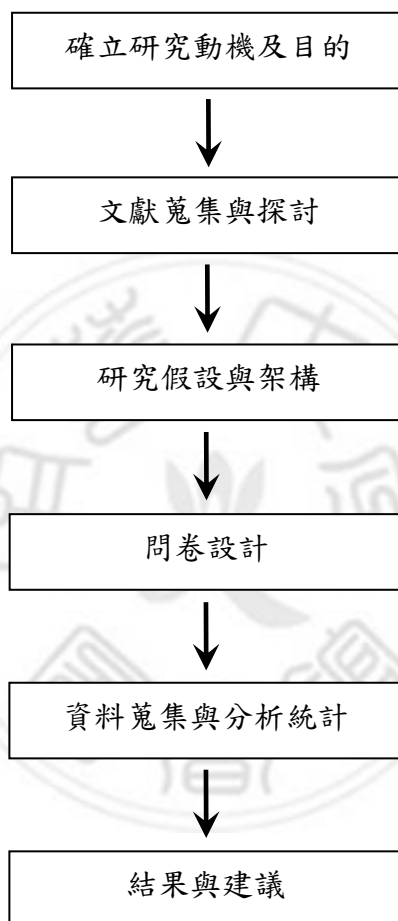 確立研究動機及目的
文獻蒐集與探討
研究假設與架構
問卷設計
資料蒐集與分析統計
結果與建議